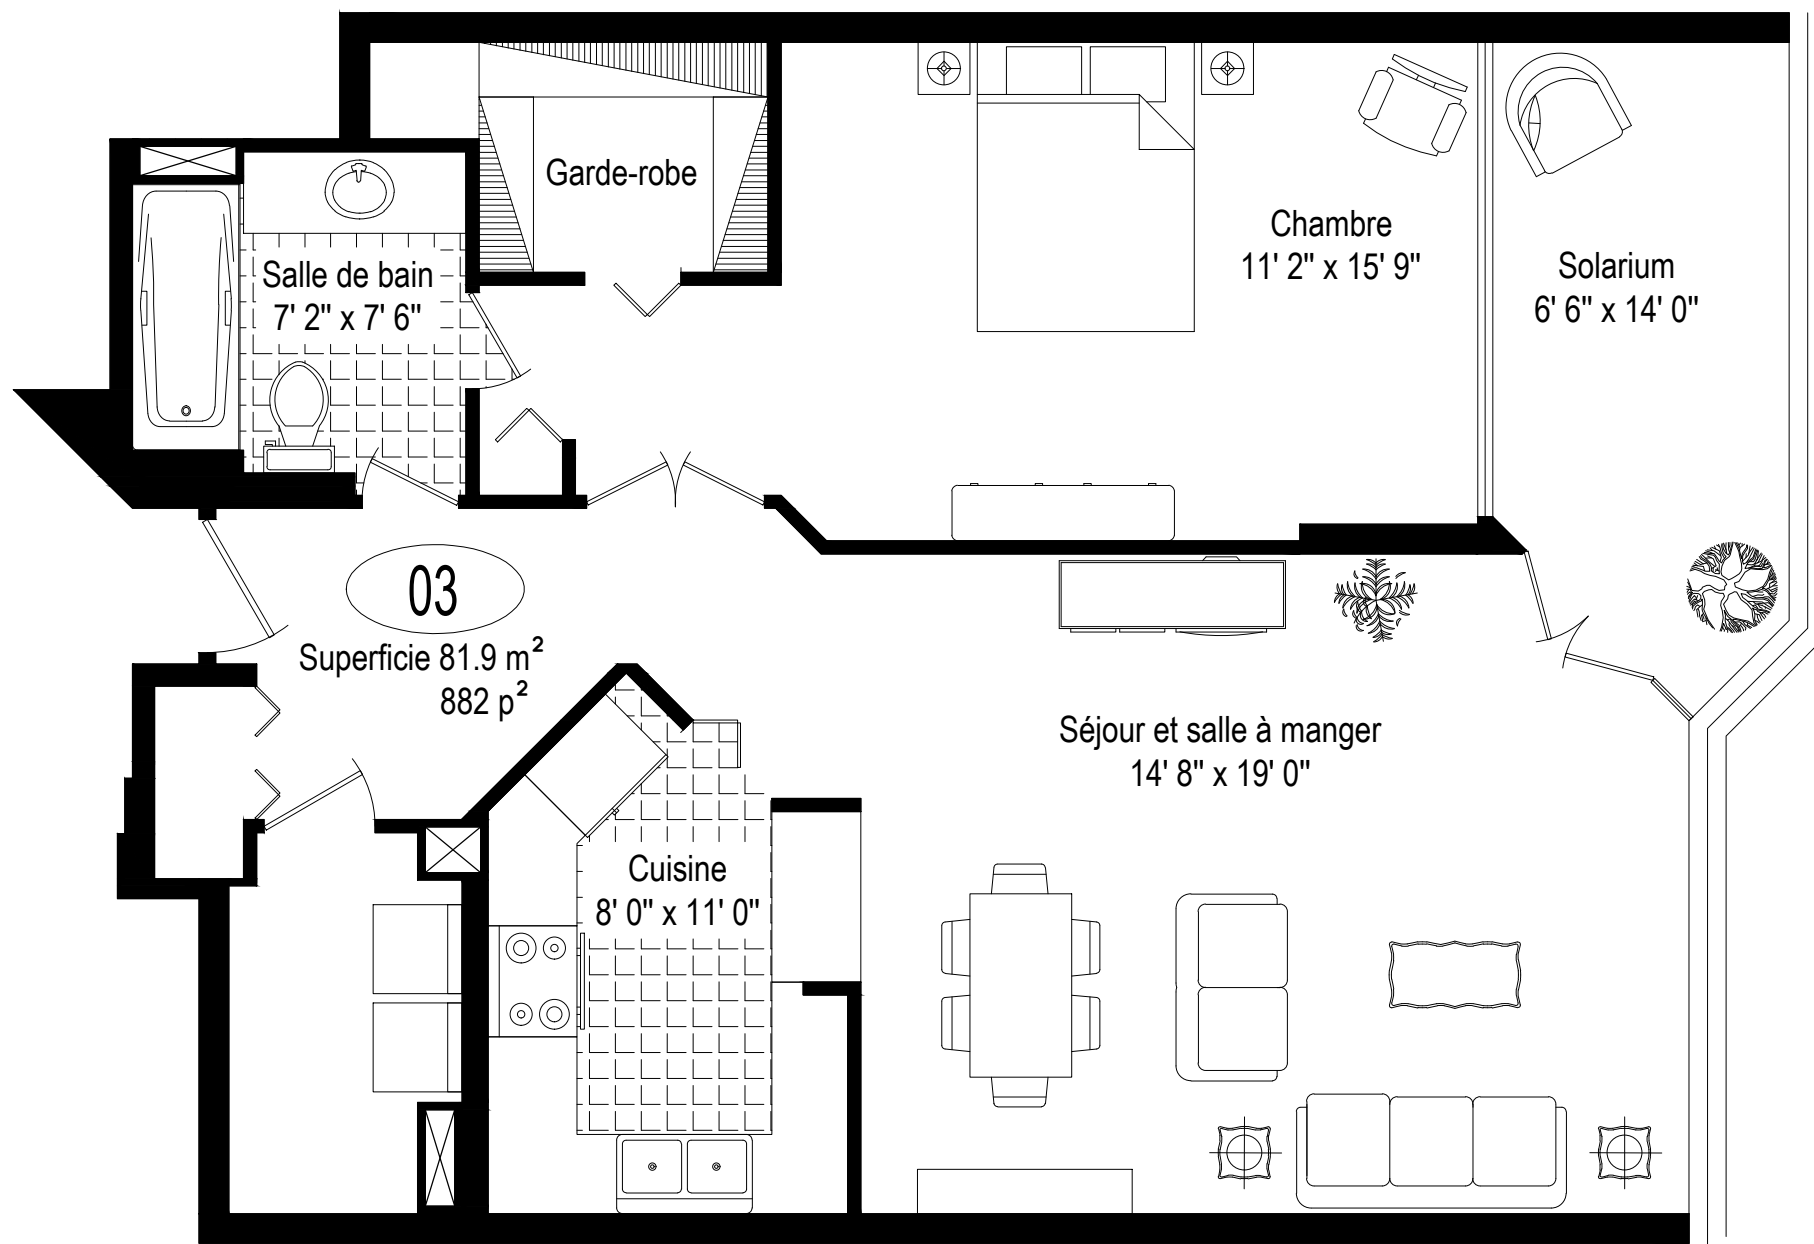 Garde-robe
Chambre
11' 2" x 15' 9"
Solarium
6' 6" x 14' 0"
Salle de bain
7' 2" x 7' 6"
03
Superficie 81.9 m²
882 p²
Séjour et salle à manger
14' 8" x 19' 0"
Cuisine
8' 0" x 11' 0"